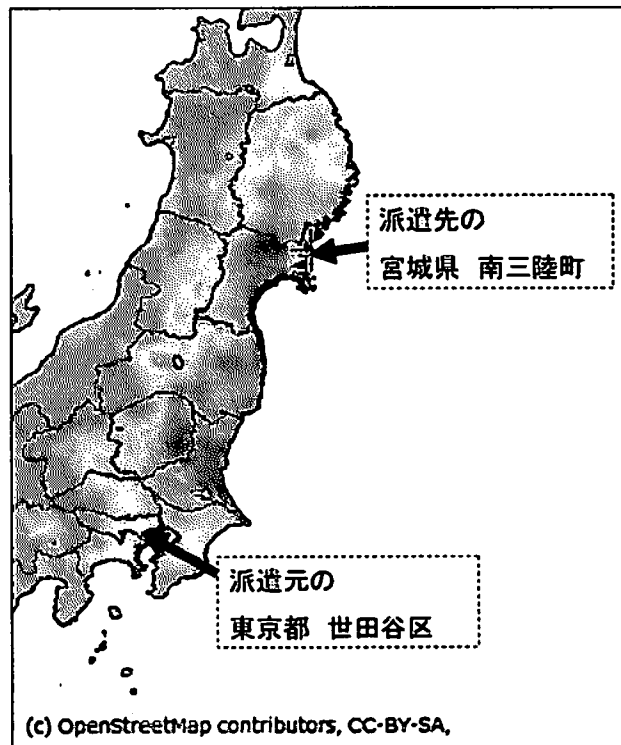 派遣先の
宮城県 南三陸町
派遣元の
東京都 世田谷区
(c) OpenStreetMap contributors, CC-BY-SA,